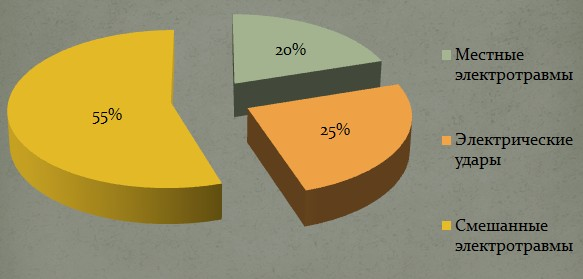 20%
55%
25%
Местные
электротравмы
Электрические
удары
Смешанные
электротравмы